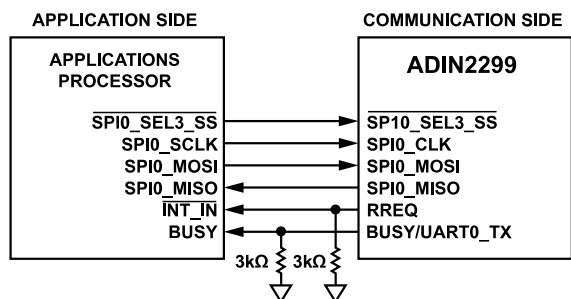 APPLICATION SIDE
COMMUNICATION SIDE
APPLICATIONS
PROCESSOR
ADIN2299
SPI0_SEL3_SS
SP10_SEL3_SS
SPI0_SCLK
SPI0_CLK
SPI0_MOSI
SPI0_MOSI
SPI0_MISO
SPI0_MISO
INT_IN
RREQ
BUSY
BUSY/UART0_TX
3kΩ
3kΩ